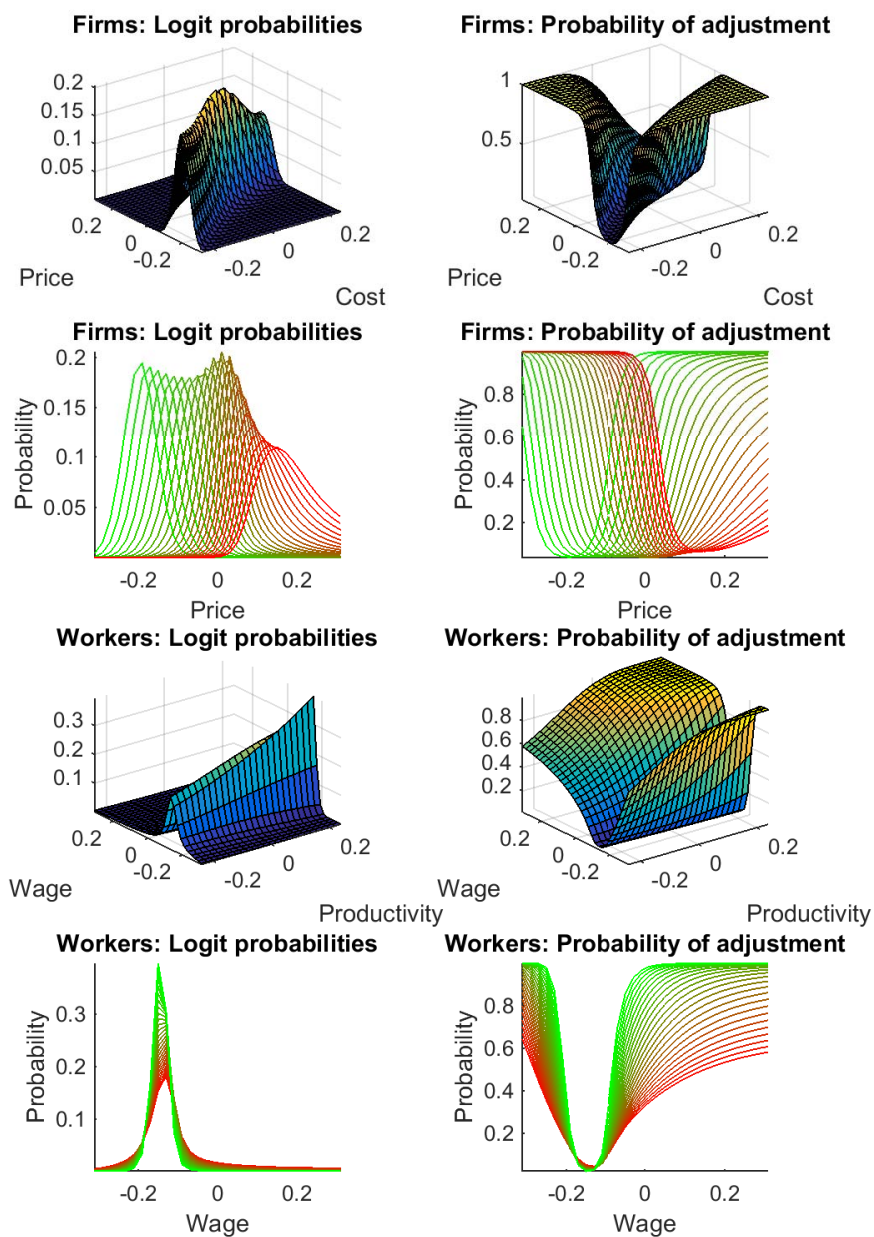 Firms: Logit probabilities
0.2
0.15
0.1
0.05
0.2
0
-0.2
Price
-0.2
0
0.2
Cost
Firms: Probability of adjustment
1
0.5
0.2
0
-0.2
Price
-0.2
0
0.2
Cost
Firms: Logit probabilities
0.2
0.15
0.1
0.05
Probability
-0.2 0 0.2
Price
Firms: Probability of adjustment
0.8
0.6
0.4
0.2
Probability
-0.2 0 0.2
Price
Workers: Logit probabilities
0.3
0.2
0.1
0.2
0
-0.2
Wage
-0.2
0
0.2
Productivity
Workers: Probability of adjustment
0.8
0.6
0.4
0.2
0.2
0
-0.2
Wage
-0.2
0
0.2
Productivity
Workers: Logit probabilities
0.3
0.2
0.1
Probability
-0.2 0 0.2
Wage
Workers: Probability of adjustment
0.8
0.6
0.4
0.2
Probability
-0.2 0 0.2
Wage